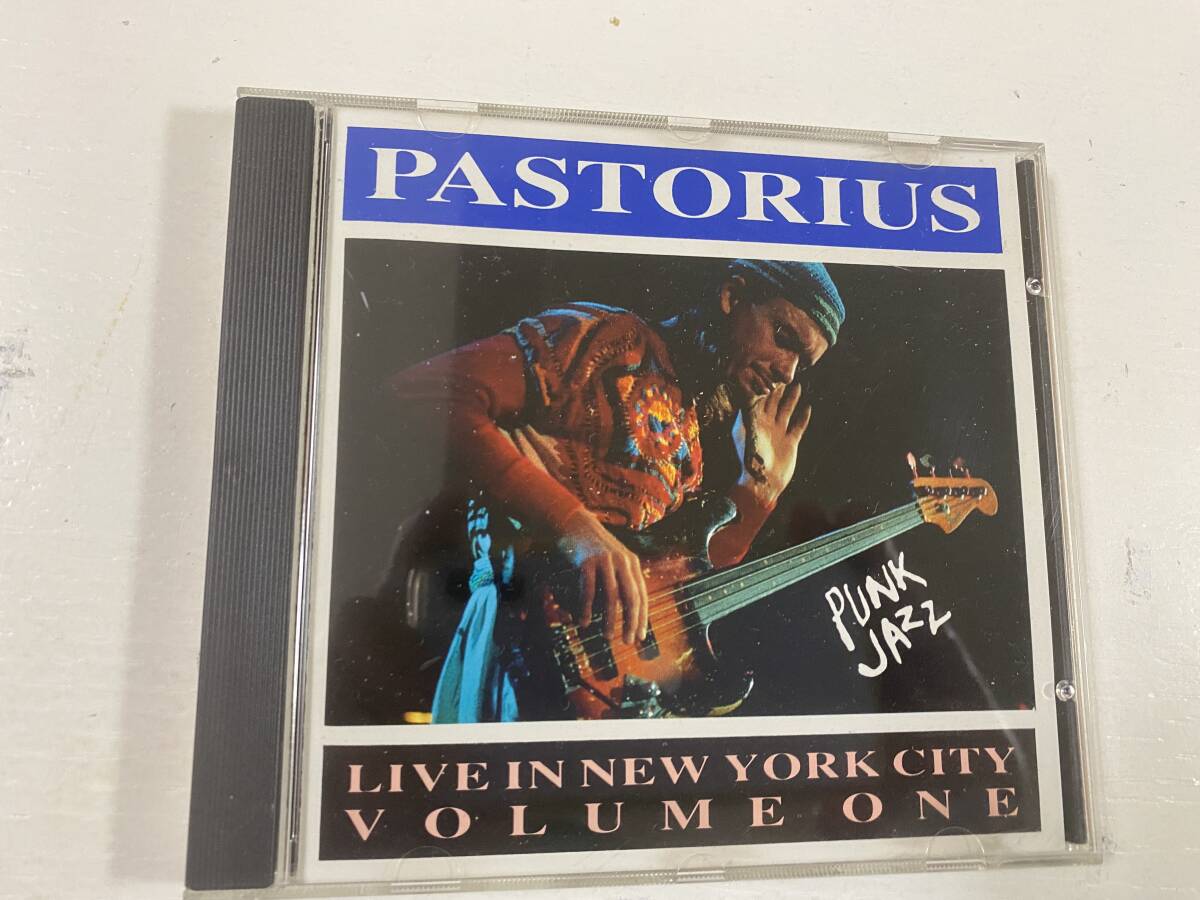 PASTORIUS
PUNK
JAZZ
LIVE IN NEW YORK CITY
VOLUME ONE